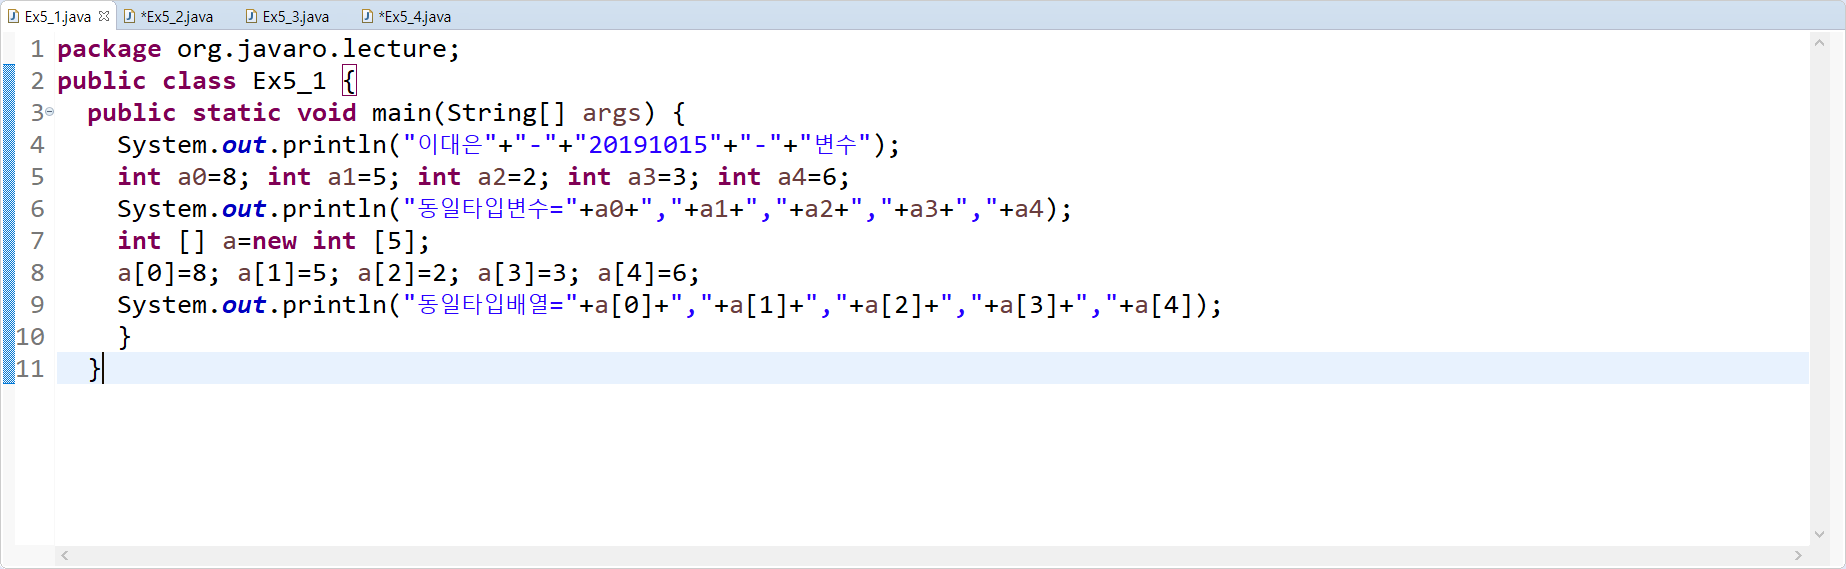 Ex5_1.java *Ex5_2.java Ex5_3.java *Ex5_4.java
1 package org.javaro.lecture;
2 public class Ex5_1 {
3 public static void main(String[] args) {
4 System.out.println("이대은"+"-"+"20191015"+"-"+"변수");
5 int a0=8; int a1=5; int a2=2; int a3=3; int a4=6;
6 System.out.println("동일타입변수="+a0+","+a1+","+a2+","+a3+","+a4);
7 int [] a=new int [5];
8 a[0]=8; a[1]=5; a[2]=2; a[3]=3; a[4]=6;
9 System.out.println("동일타입배열="+a[0]+","+a[1]+","+a[2]+","+a[3]+","+a[4]);
10 }
11 }